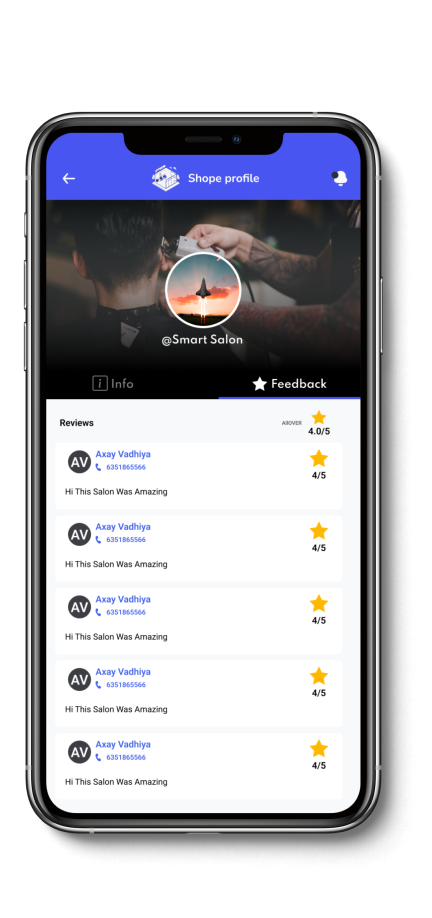 Shope profile
@Smart Salon
i Info
Feedback
Reviews
AllOVER
4.0/5
AV
Axay Vadhiya
6351865566
4/5
Hi This Salon Was Amazing
AV
Axay Vadhiya
6351865566
4/5
Hi This Salon Was Amazing
AV
Axay Vadhiya
6351865566
4/5
Hi This Salon Was Amazing
AV
Axay Vadhiya
6351865566
4/5
Hi This Salon Was Amazing
AV
Axay Vadhiya
6351865566
4/5
Hi This Salon Was Amazing